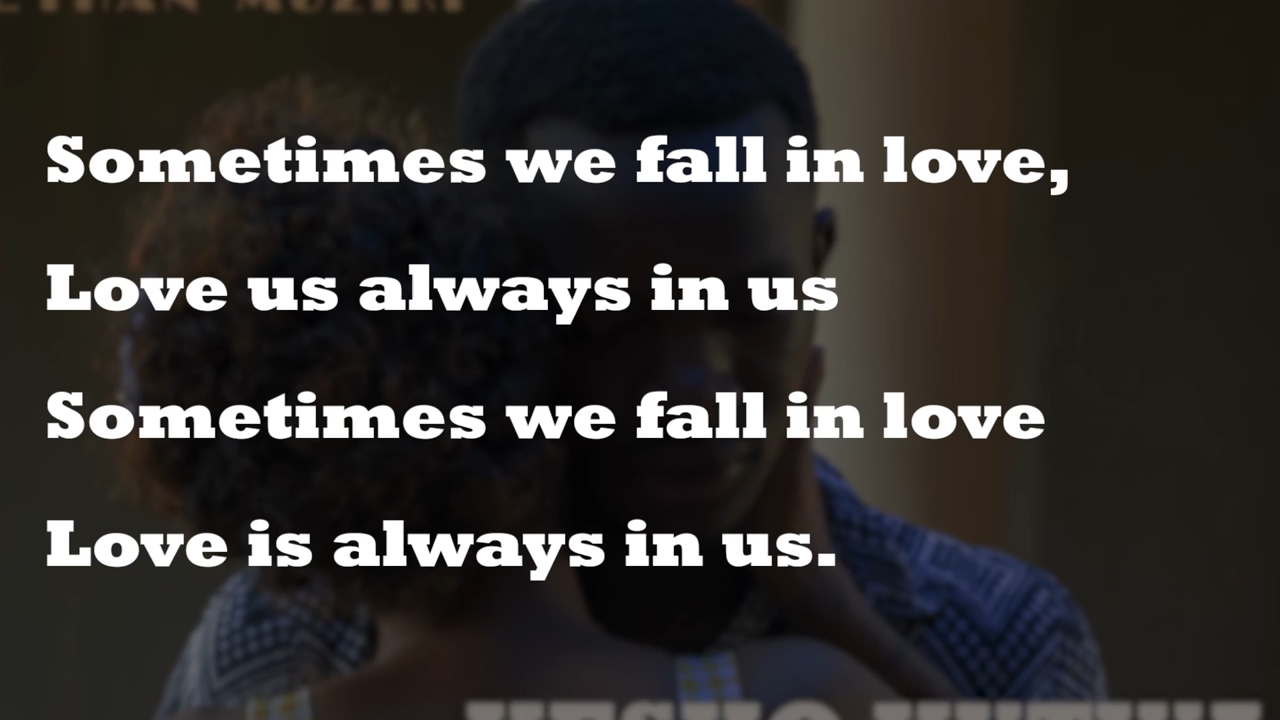 Sometimes we fall in love,
Love us always in us
Sometimes we fall in love
Love is always in us.